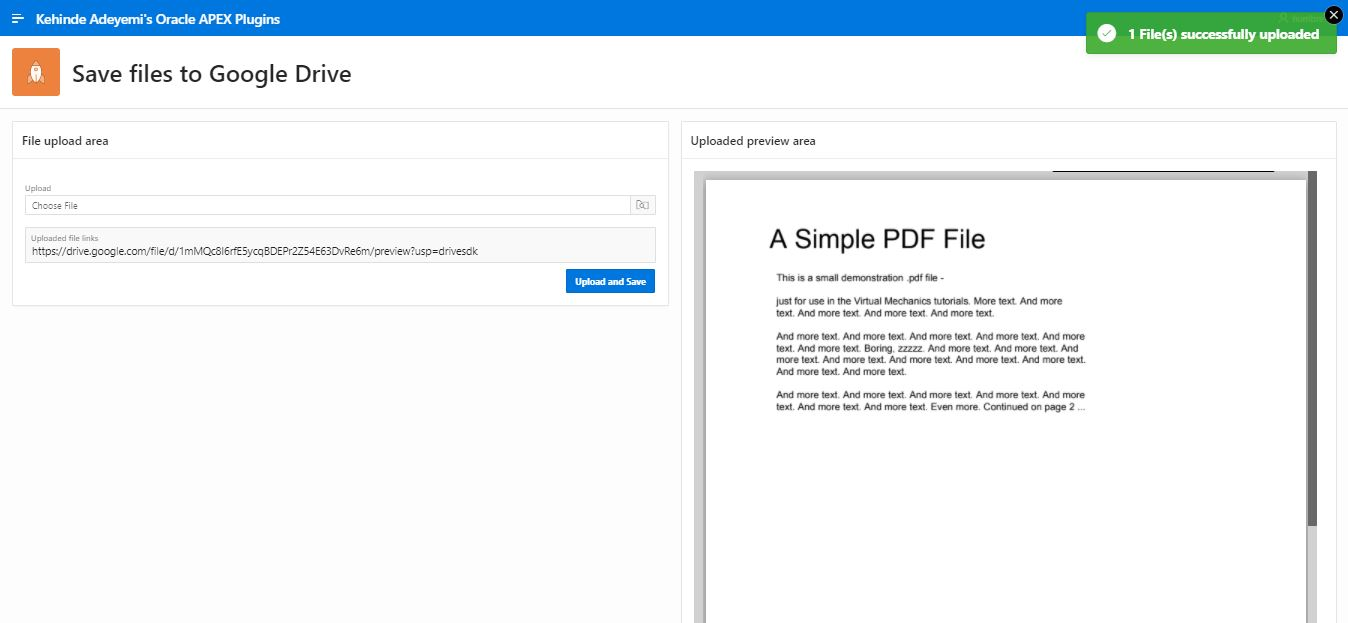 Kehinde Adeyemi's Oracle APEX Plugins
1 File(s) successfully uploaded
Save files to Google Drive
File upload area
Upload
Choose File
Uploaded file links
https://drive.google.com/file/d/1mMQc8I6rfE5ycqBDEPr2Z54E63DvRe6m/preview?usp=drivesdk
Upload and Save
Uploaded preview area
A Simple PDF File
This is a small demonstration .pdf file -
just for use in the Virtual Mechanics tutorials. More text. And more
text. And more text. And more text. And more text.
And more text. And more text. And more text. And more text. And more
text. And more text. Boring, zzzzz. And more text. And more text. And
more text. And more text. And more text. And more text. And more text.
And more text. And more text.
And more text. And more text. And more text. And more text. And more
text. And more text. And more text. Even more. Continued on page 2 ...